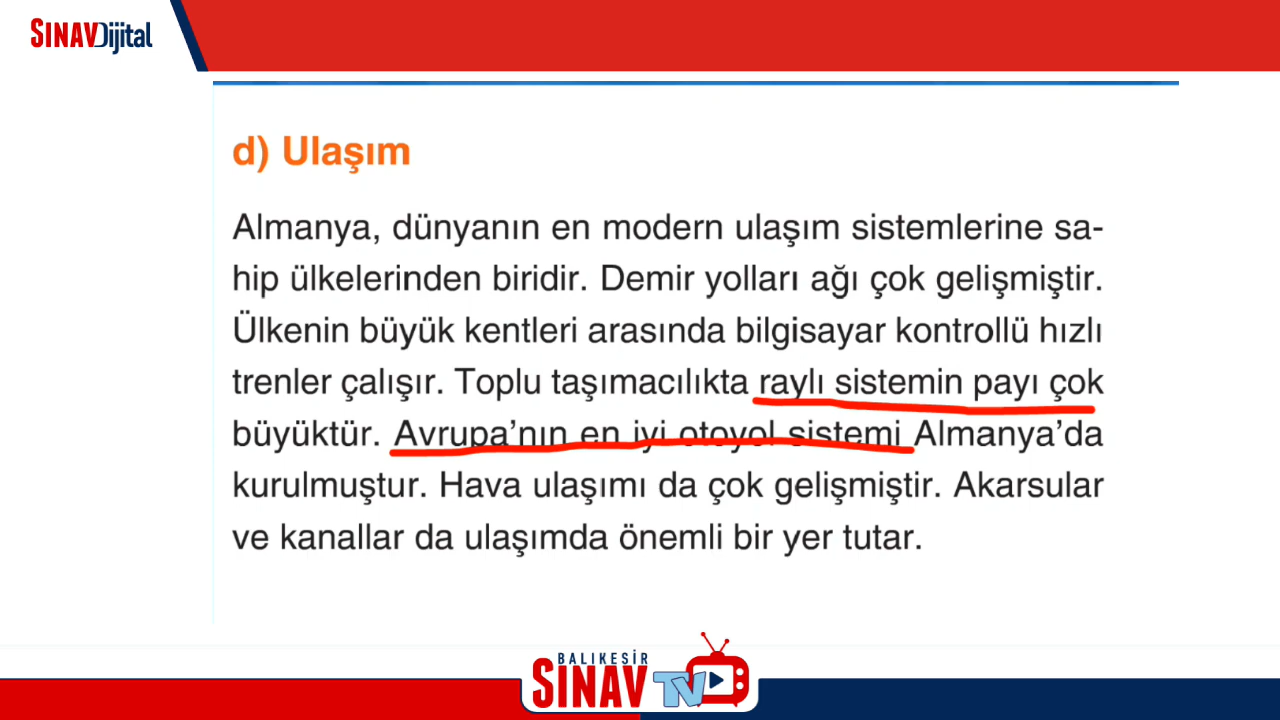 SINAVDijital
d) Ulaşım
Almanya, dünyanın en modern ulaşım sistemlerine sa-
hip ülkelerinden biridir. Demir yolları ağı çok gelişmiştir.
Ülkenin büyük kentleri arasında bilgisayar kontrollü hızlı
trenler çalışır. Toplu taşımacılıkta raylı sistemin payı çok
büyüktür. Avrupa’nın en iyi otoyol sistemi Almanya’da
kurulmuştur. Hava ulaşımı da çok gelişmiştir. Akarsular
ve kanallar da ulaşımda önemli bir yer tutar.
BALIKESİR
SINAV TV